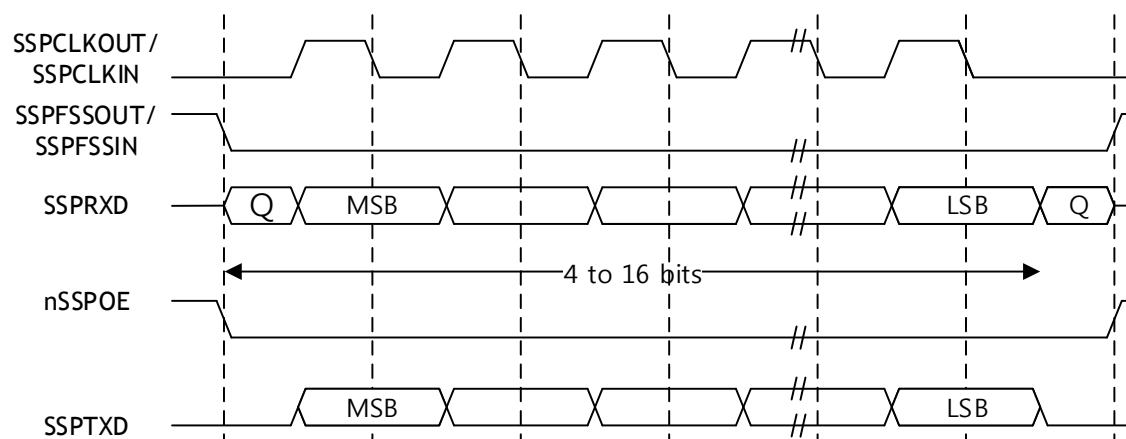 SSPCLKOUT/
SSPCLKIN
SSPFSSOUT/
SSPFSSIN
SSPRXD
Q MSB LSB Q
4 to 16 bits
nSSPOE
SSPTXD
MSB LSB